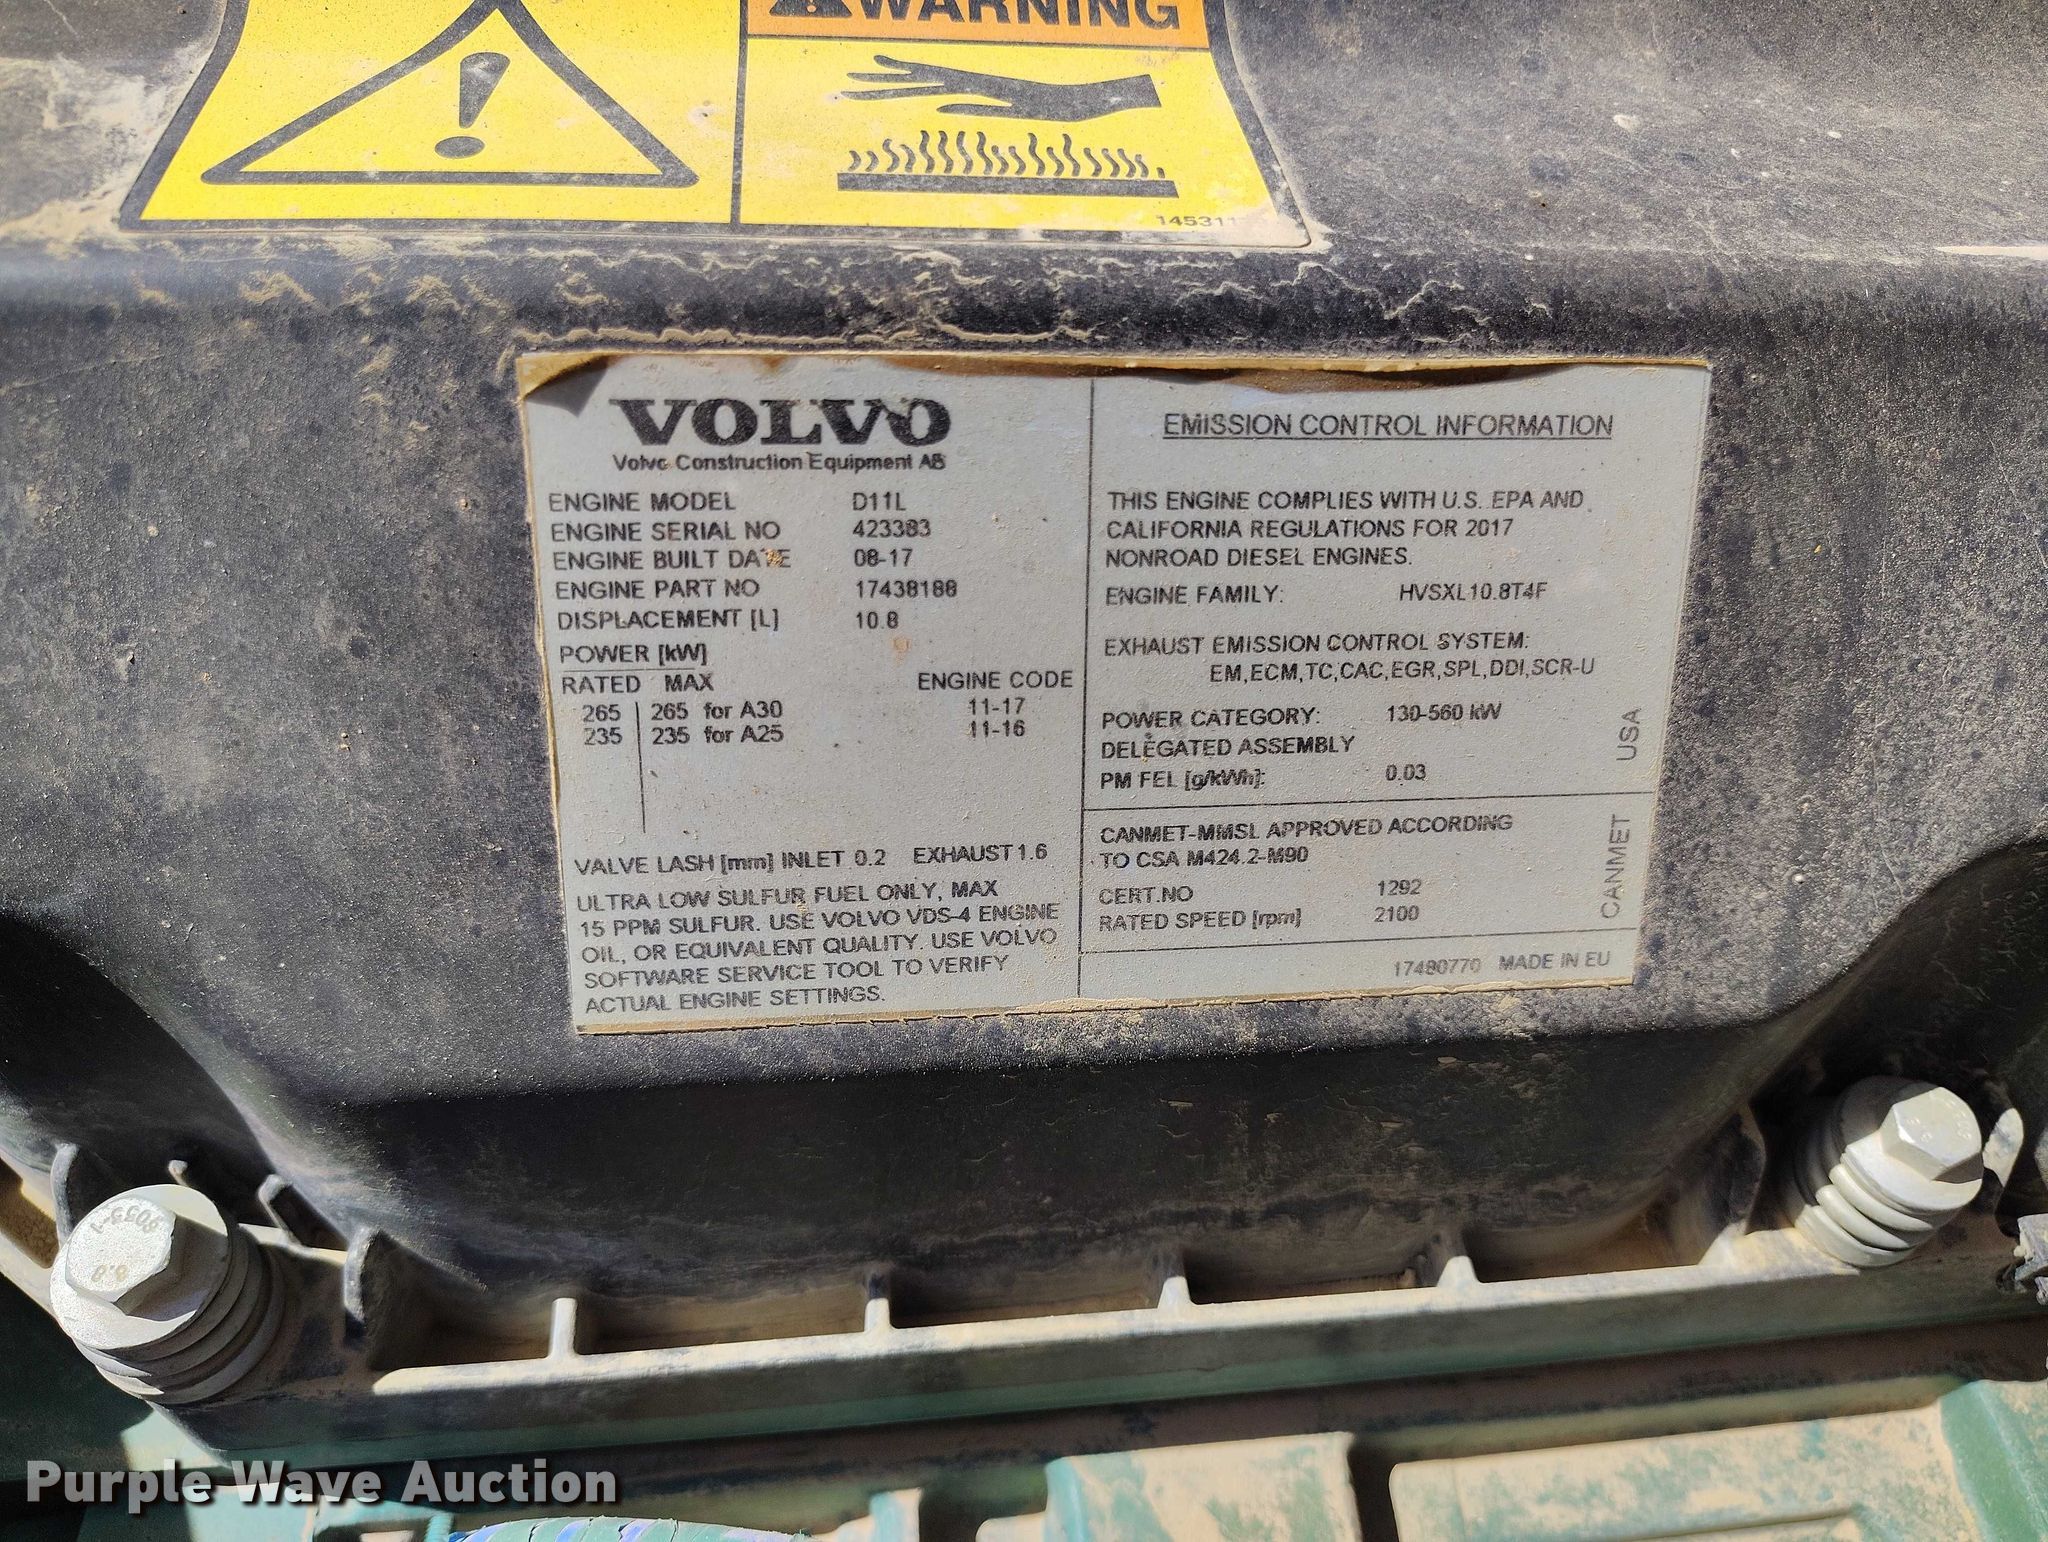 WARNING
VOLVO
Volvo Construction Equipment AB
ENGINE MODEL D11L
ENGINE SERIAL NO 423383
ENGINE BUILT DATE 08-17
ENGINE PART NO 17438188
DISPLACEMENT [L] 10.8
POWER [kW]
RATED MAX ENGINE CODE
265 265 for A30 11-17
235 235 for A25 11-16
VALVE LASH [mm] INLET 0.2 EXHAUST 1.6
ULTRA LOW SULFUR FUEL ONLY, MAX
15 PPM SULFUR. USE VOLVO VDS-4 ENGINE
OIL, OR EQUIVALENT QUALITY. USE VOLVO
SOFTWARE SERVICE TOOL TO VERIFY
ACTUAL ENGINE SETTINGS.
EMISSION CONTROL INFORMATION
THIS ENGINE COMPLIES WITH U.S. EPA AND
CALIFORNIA REGULATIONS FOR 2017
NONROAD DIESEL ENGINES.
ENGINE FAMILY: HVSXL10.8T4F
EXHAUST EMISSION CONTROL SYSTEM:
EM,ECM,TC,CAC,EGR,SPL,DDI,SCR-U
POWER CATEGORY: 130-560 kW
DELEGATED ASSEMBLY
PM FEL [g/kWh]: 0.03
USA
CANMET-MMSL APPROVED ACCORDING
TO CSA M424.2-M90
CERT.NO 1292
RATED SPEED [rpm] 2100
CANMET
17480770 MADE IN EU
8.8
Purple Wave Auction